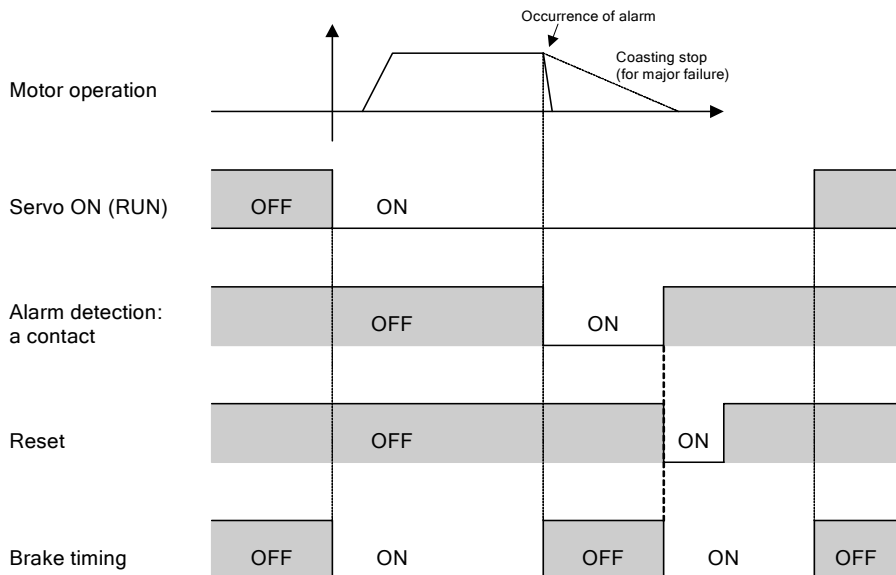 Occurrence of alarm
Coasting stop
(for major failure)
Motor operation
Servo ON (RUN)
OFF
ON
Alarm detection:
a contact
OFF
ON
Reset
OFF
ON
Brake timing
OFF
ON
OFF
ON
OFF